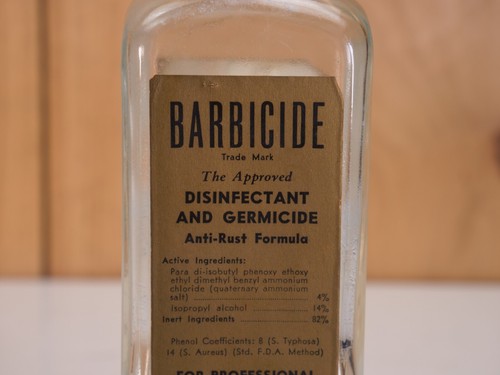 BARBICIDE
Trade Mark
The Approved
DISINFECTANT
AND GERMICIDE
Anti-Rust Formula
Active Ingredients:
Para di-isobutyl phenoxy ethoxy
ethyl dimethyl benzyl ammonium
chloride (quaternary ammonium
salt) 4%
Isopropyl alcohol 14%
Inert Ingredients 82%
Phenol Coefficients: 8 (S. Typhosa)
14 (S. Aureus) (Std. F.D.A. Method)
FOR PROFESSIONAL